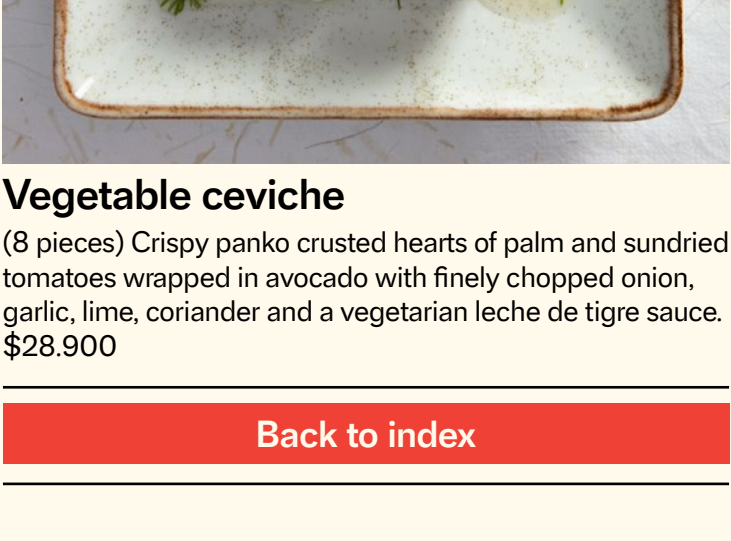 Vegetable ceviche
(8 pieces) Crispy panko crusted hearts of palm and sundried
tomatoes wrapped in avocado with finely chopped onion,
garlic, lime, coriander and a vegetarian leche de tigre sauce.
$28.900
Back to index